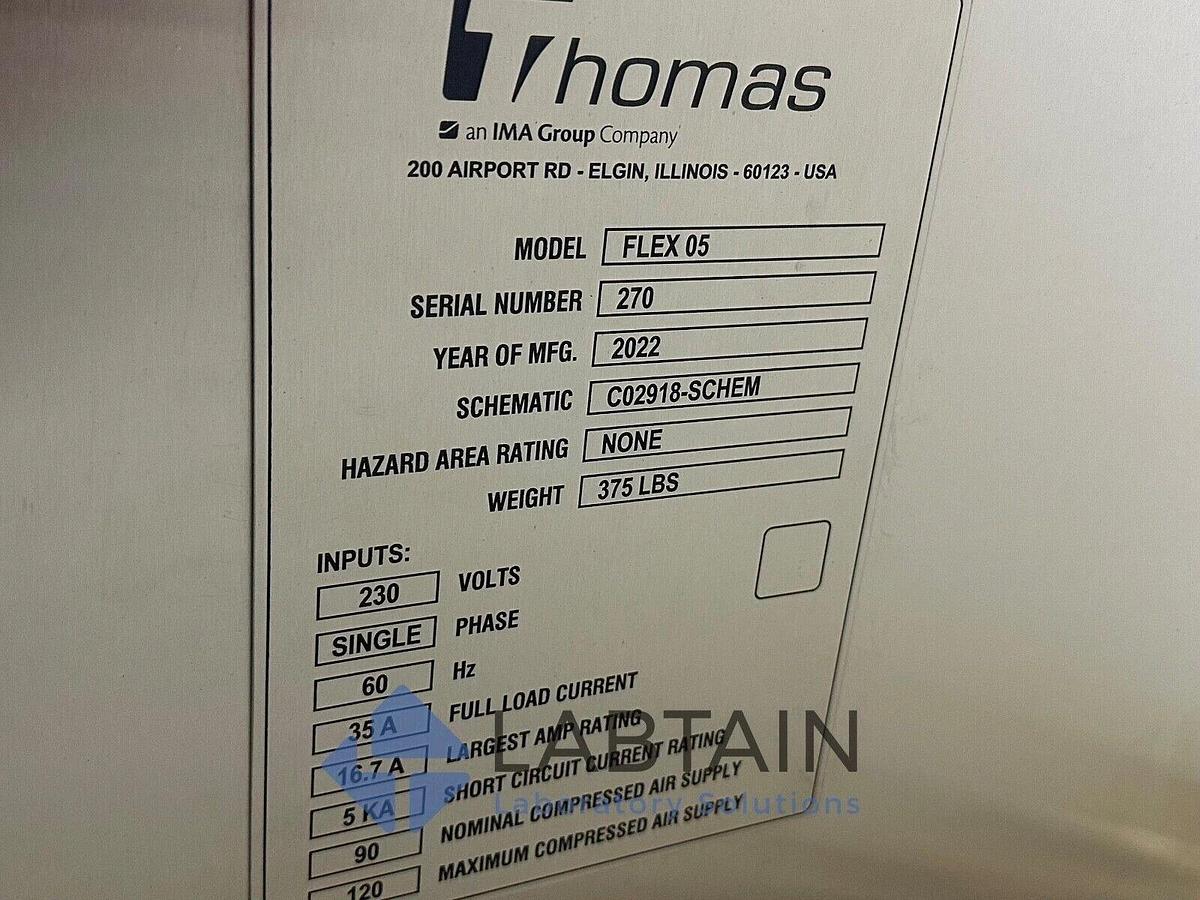 Thomas
an IMA Group Company
200 AIRPORT RD - ELGIN, ILLINOIS - 60123 - USA
MODEL FLEX 05
SERIAL NUMBER 270
YEAR OF MFG. 2022
SCHEMATIC C02918-SCHEM
HAZARD AREA RATING NONE
WEIGHT 375 LBS
INPUTS:
230 VOLTS
SINGLE PHASE
60 Hz
35 A FULL LOAD CURRENT
16.7 A LARGEST AMP RATING
5 KA SHORT CIRCUIT CURRENT RATING
90 NOMINAL COMPRESSED AIR SUPPLY
120 MAXIMUM COMPRESSED AIR SUPPLY
LABTAIN
Laboratory Solutions